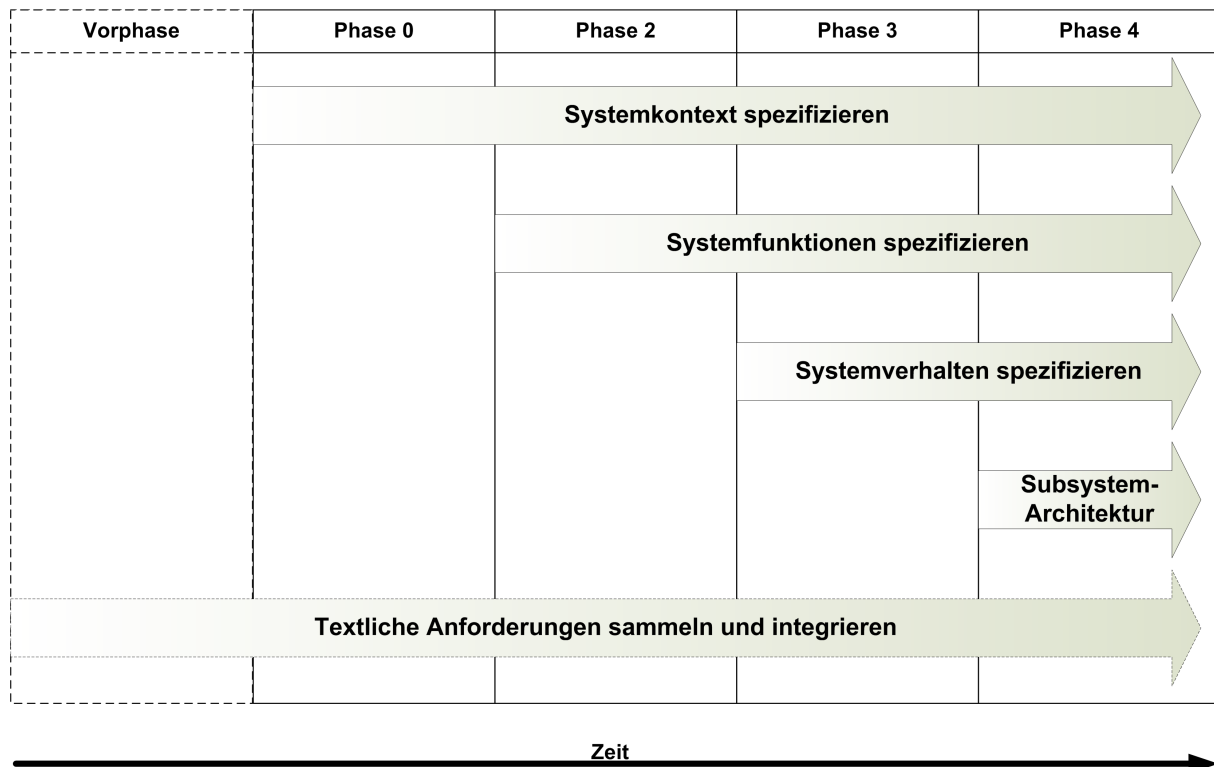 Vorphase
Phase 0
Phase 2
Phase 3
Phase 4
Systemkontext spezifizieren
Systemfunktionen spezifizieren
Systemverhalten spezifizieren
Subsystem-
Architektur
Textliche Anforderungen sammeln und integrieren
Zeit